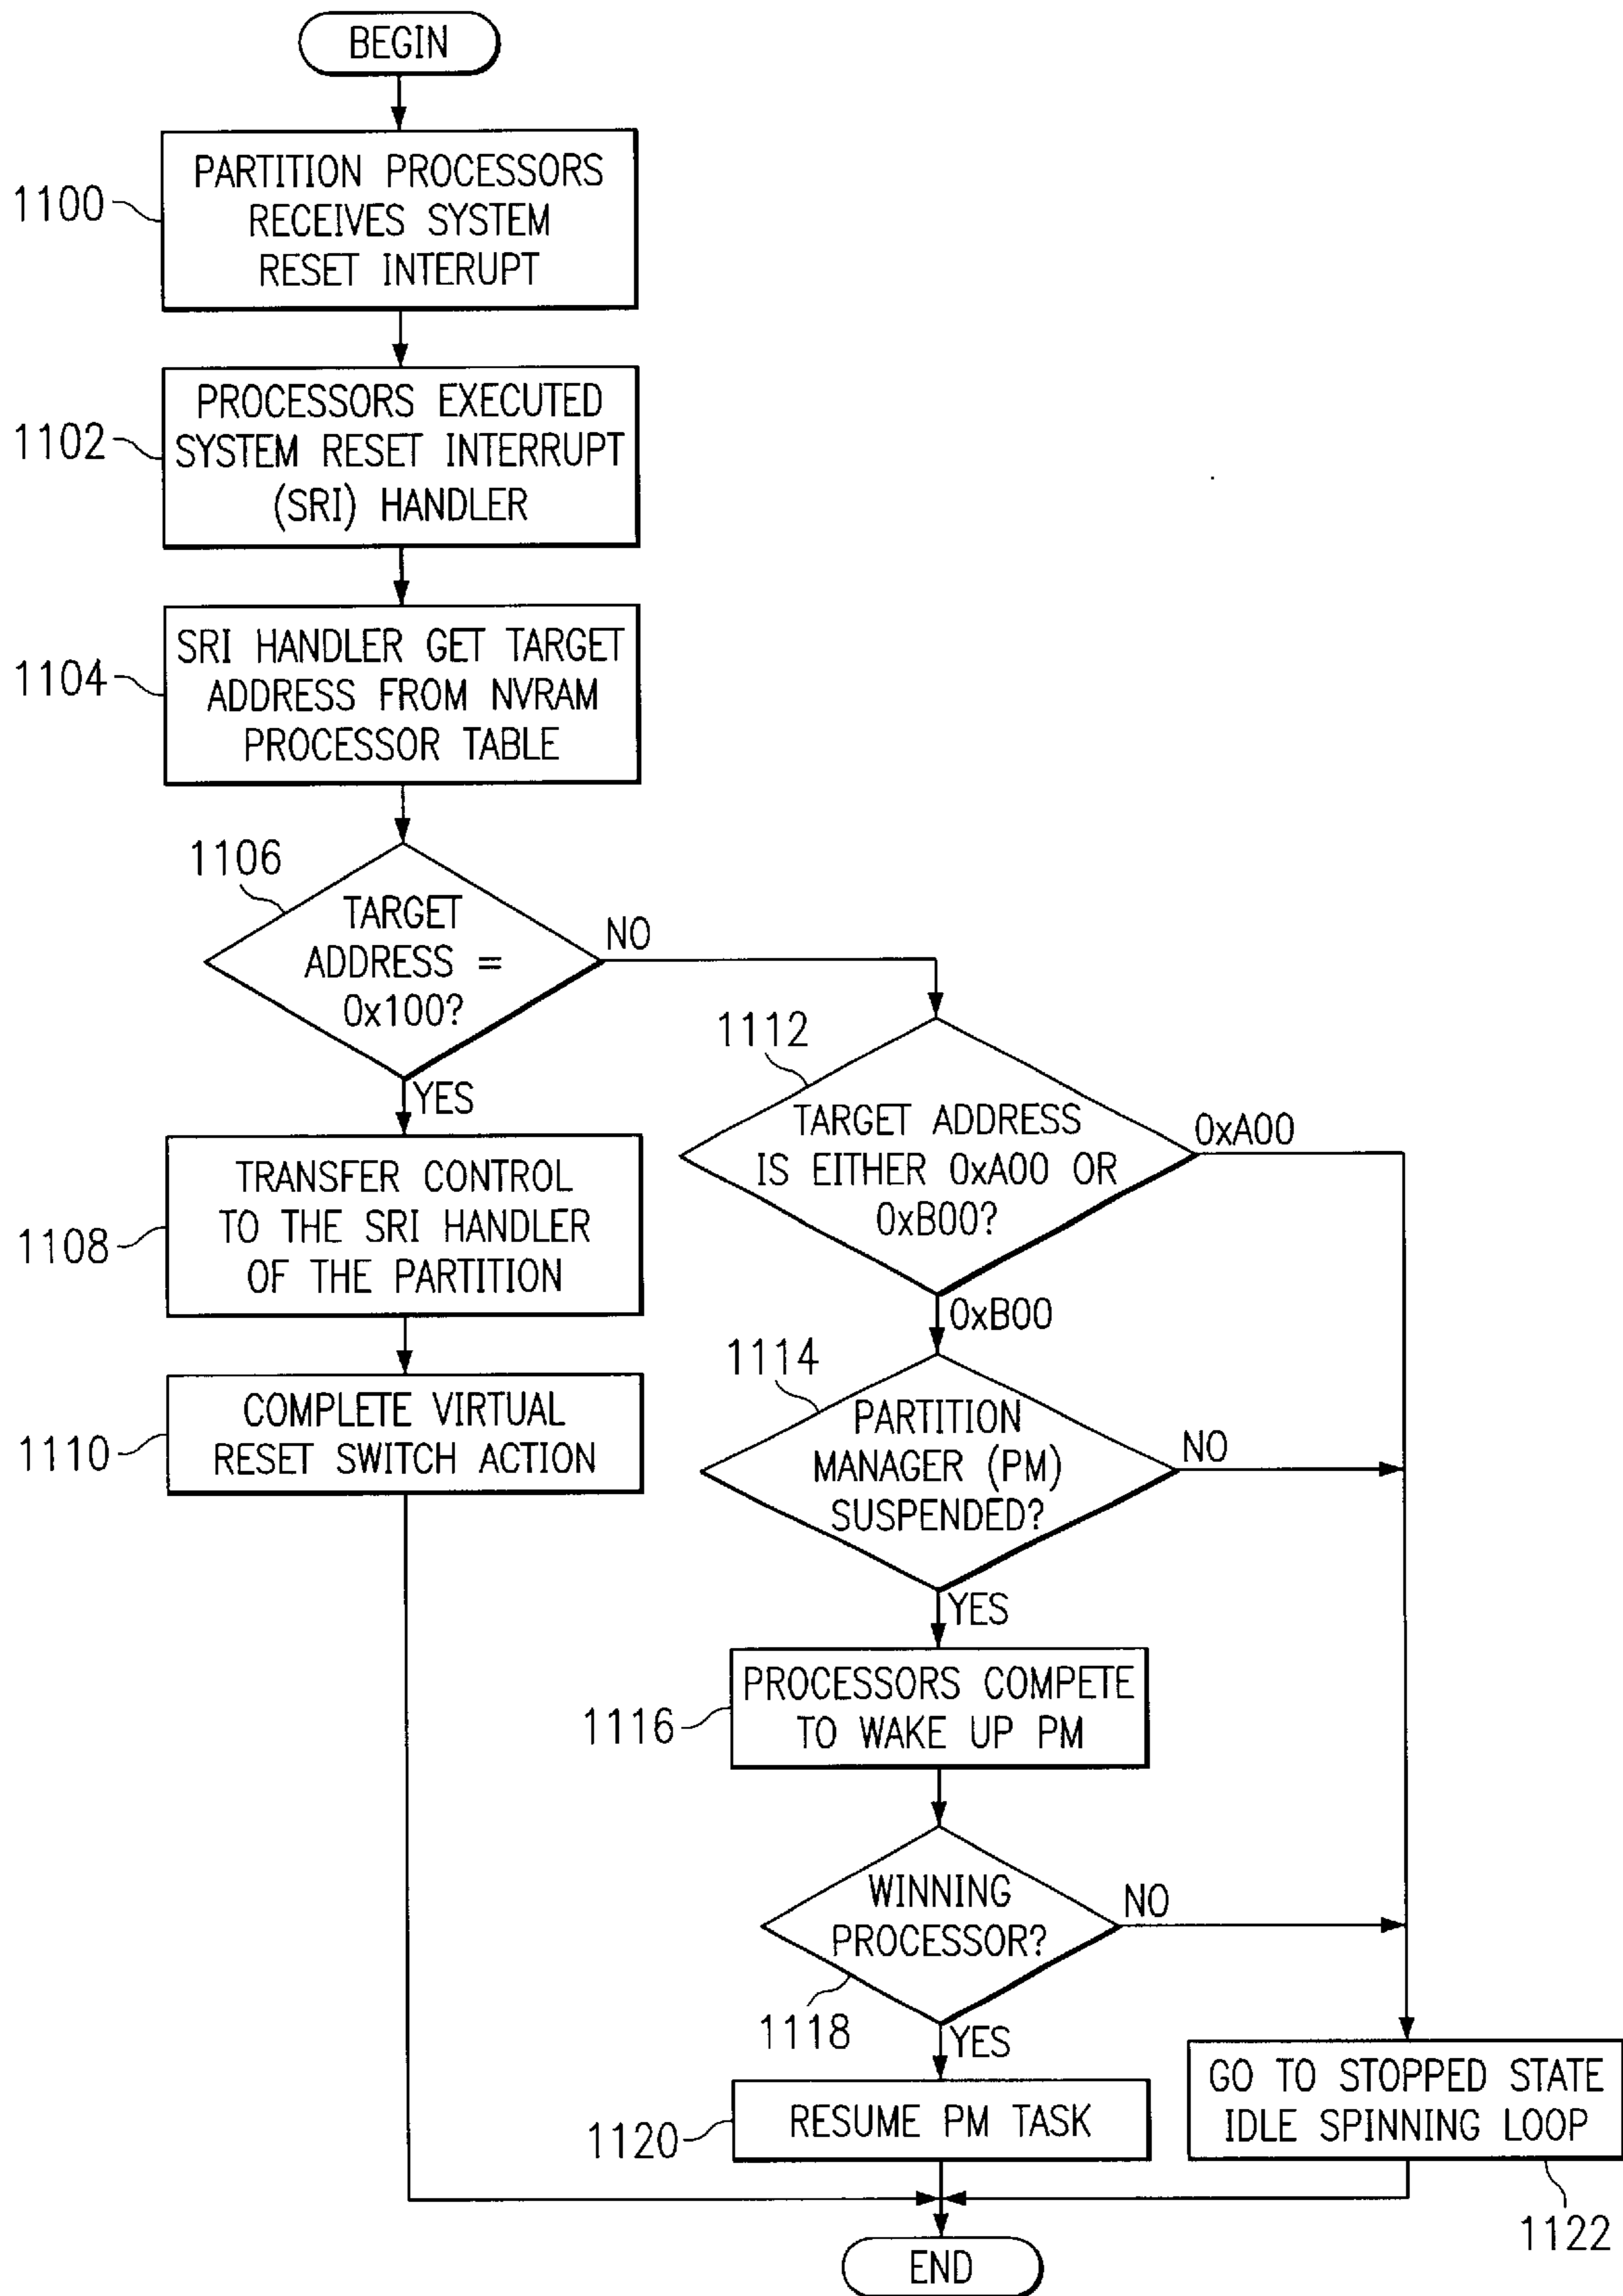 BEGIN
1100
PARTITION PROCESSORS
RECEIVES SYSTEM
RESET INTERUPT
1102
PROCESSORS EXECUTED
SYSTEM RESET INTERRUPT
(SRI) HANDLER
1104
SRI HANDLER GET TARGET
ADDRESS FROM NVRAM
PROCESSOR TABLE
1106
TARGET
ADDRESS =
0x100?
NO
YES
1108
TRANSFER CONTROL
TO THE SRI HANDLER
OF THE PARTITION
1110
COMPLETE VIRTUAL
RESET SWITCH ACTION
1112
TARGET ADDRESS
IS EITHER 0xA00 OR
0xB00?
0xA00
0xB00
1114
PARTITION
MANAGER (PM)
SUSPENDED?
NO
YES
1116
PROCESSORS COMPETE
TO WAKE UP PM
WINNING
PROCESSOR?
NO
1118
YES
1120
RESUME PM TASK
GO TO STOPPED STATE
IDLE SPINNING LOOP
1122
END